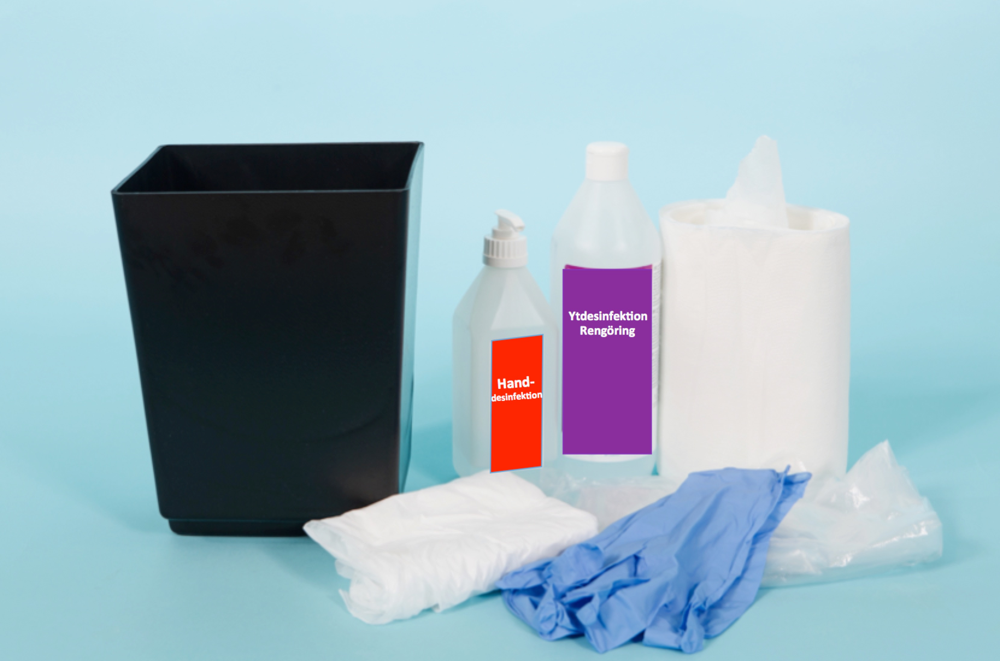 Hand-
desinfektion
Ytdesinfektion
Rengöring